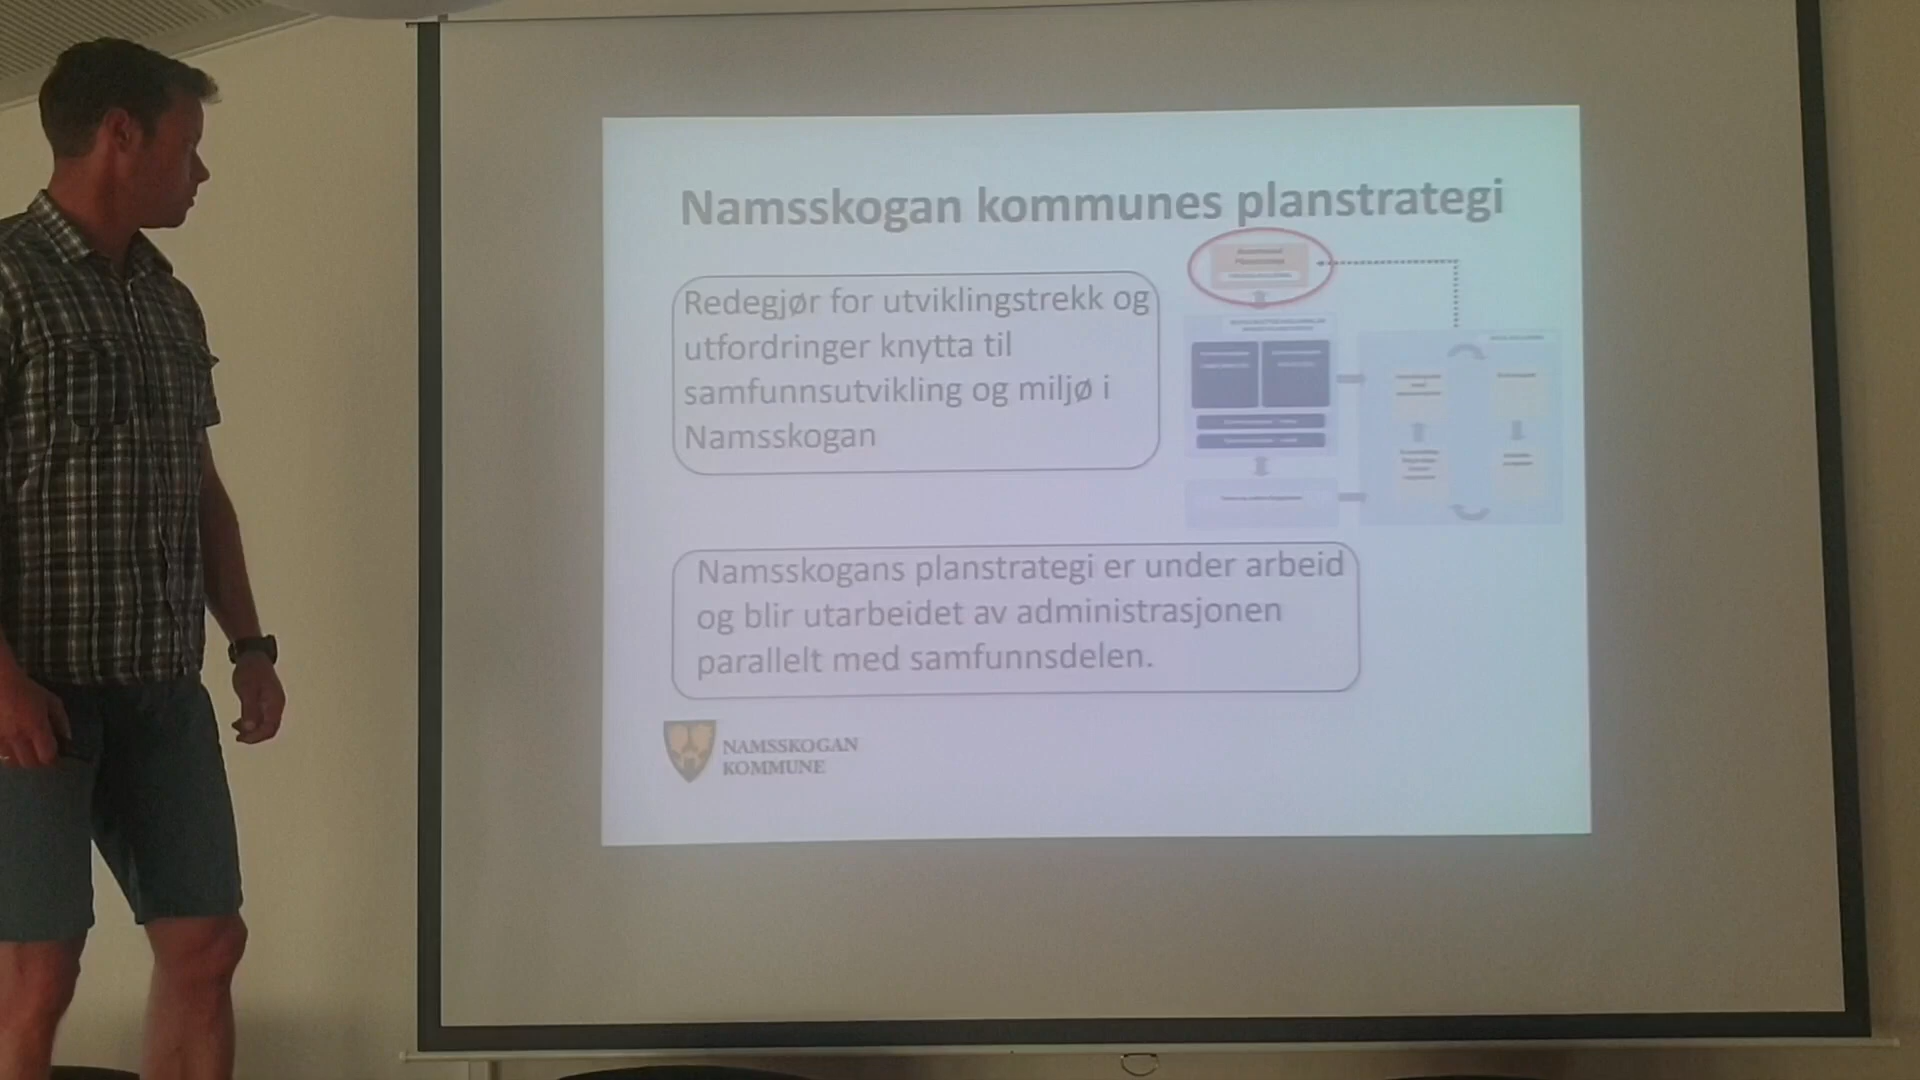 Namsskogan kommunes planstrategi
Redegjør for utviklingstrekk og
utfordringer knytta til
samfunnsutvikling og miljø i
Namsskogan
Namsskogans planstrategi er under arbeid
og blir utarbeidet av administrasjonen
parallelt med samfunnsdelen.
NAMSSKOGAN
KOMMUNE